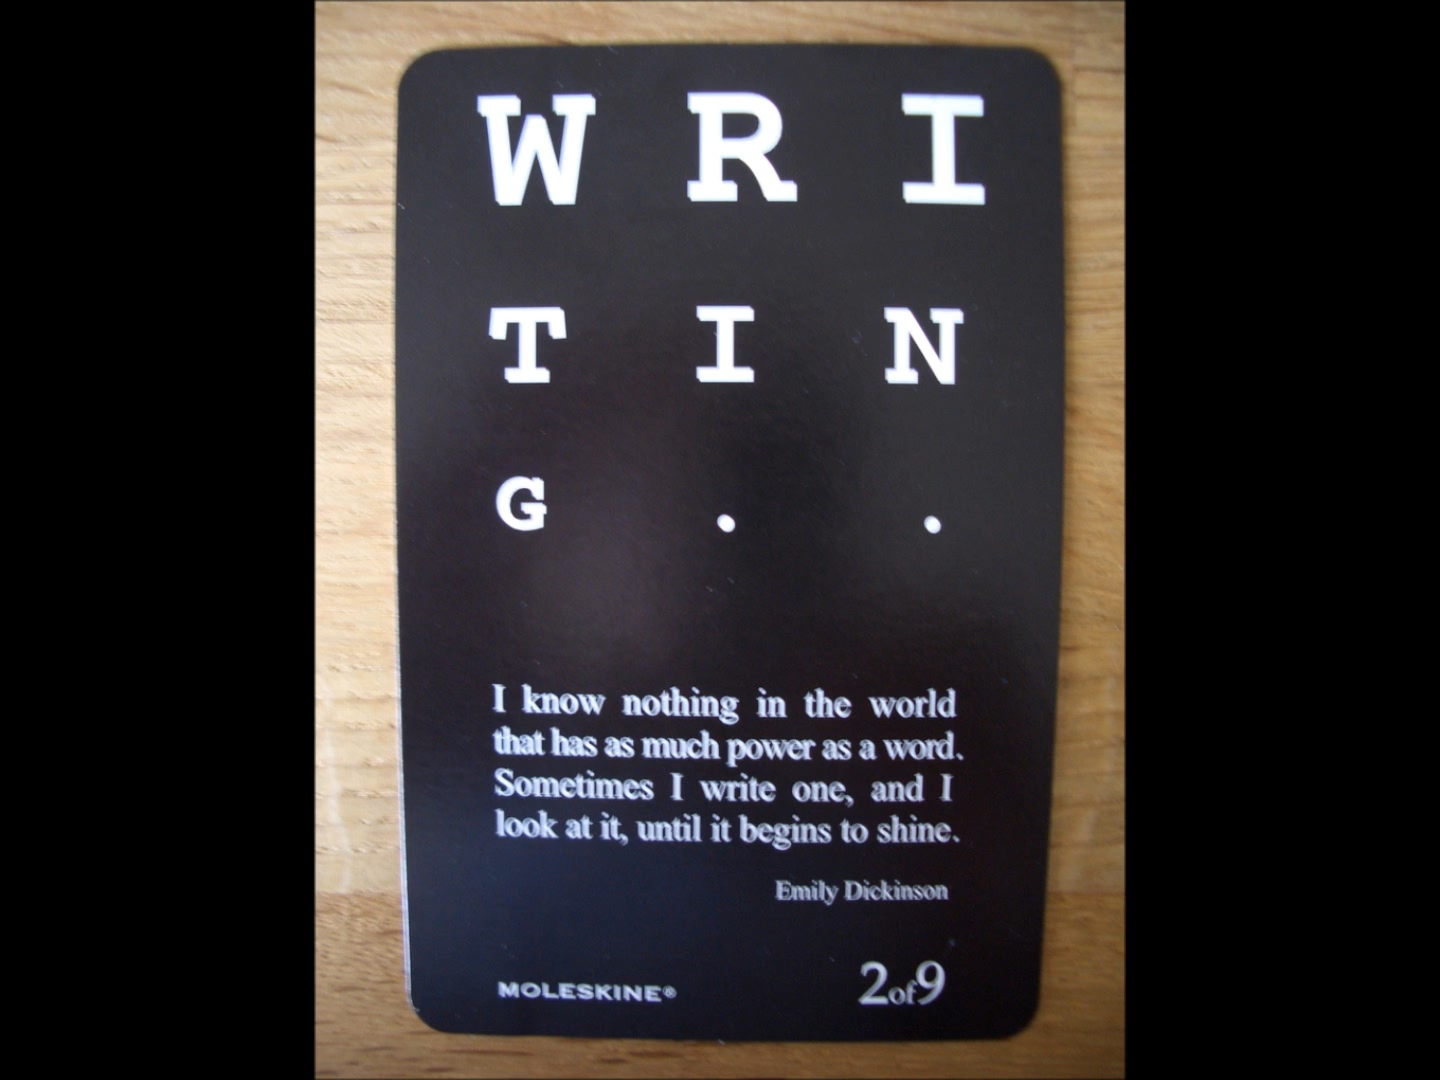 W R I
T I N
G . .
I know nothing in the world
that has as much power as a word.
Sometimes I write one, and I
look at it, until it begins to shine.
Emily Dickinson
MOLESKINE® 2of9